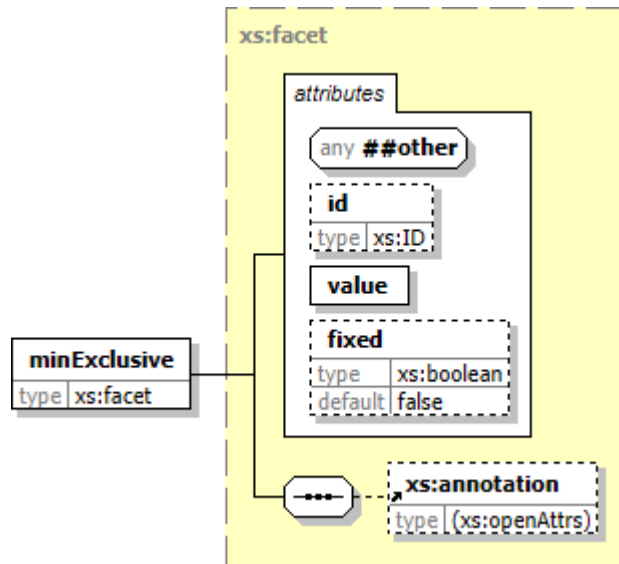 xs:facet
attributes
any ##other
id
type xs:ID
value
fixed
type xs:boolean
default false
minExclusive
type xs:facet
xs:annotation
type (xs:openAttrs)